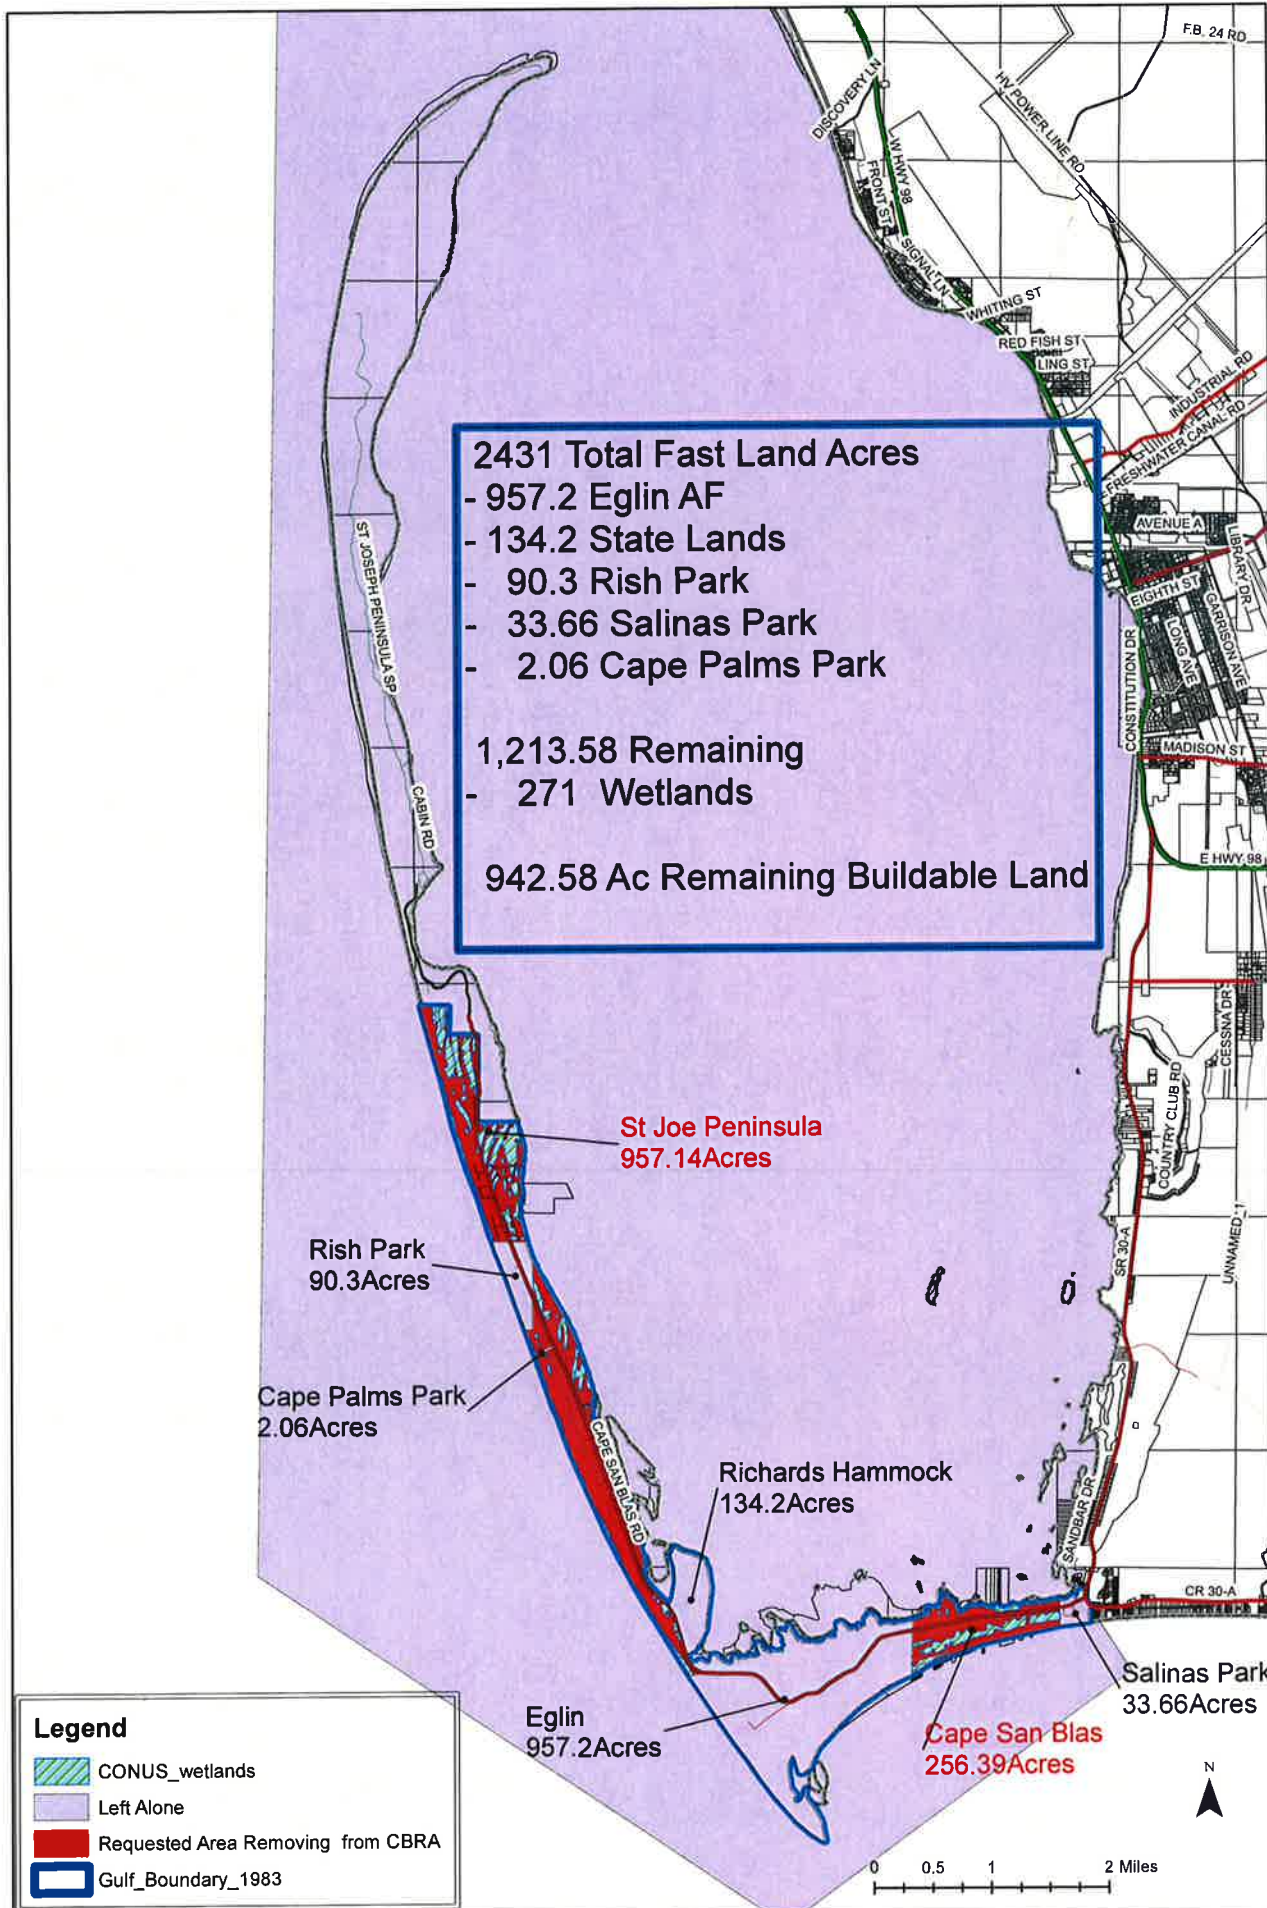 F.B. 24 RD
HV POWER LINE RD
DISCOVERY LN
W HWY 98
FRONT ST
SIGNAL LN
WHITING ST
RED FISH ST
LING ST
INDUSTRIAL RD
FRESHWATER CANAL RD
2431 Total Fast Land Acres
- 957.2 Eglin AF
- 134.2 State Lands
- 90.3 Rish Park
- 33.66 Salinas Park
- 2.06 Cape Palms Park
1,213.58 Remaining
- 271 Wetlands
942.58 Ac Remaining Buildable Land
AVENUE A
LIBRARY DR
EIGHTH ST
GARRISON AVE
LONG AVE
CONSTITUTION DR
MADISON ST
E HWY 98
ST JOSEPH PENINSULA SP
CABIN RD
CESSNA DR
COUNTRY CLUB RD
St Joe Peninsula
957.14Acres
SR 30-A
UNNAMED_1
Rish Park
90.3Acres
Cape Palms Park
2.06Acres
CAPE SAN BLAS RD
Richards Hammock
134.2Acres
SANDBAR DR
CR 30-A
Salinas Park
33.66Acres
Eglin
957.2Acres
Cape San Blas
256.39Acres
Legend
CONUS_wetlands
Left Alone
Requested Area Removing from CBRA
Gulf_Boundary_1983
N
0 0.5 1 2 Miles